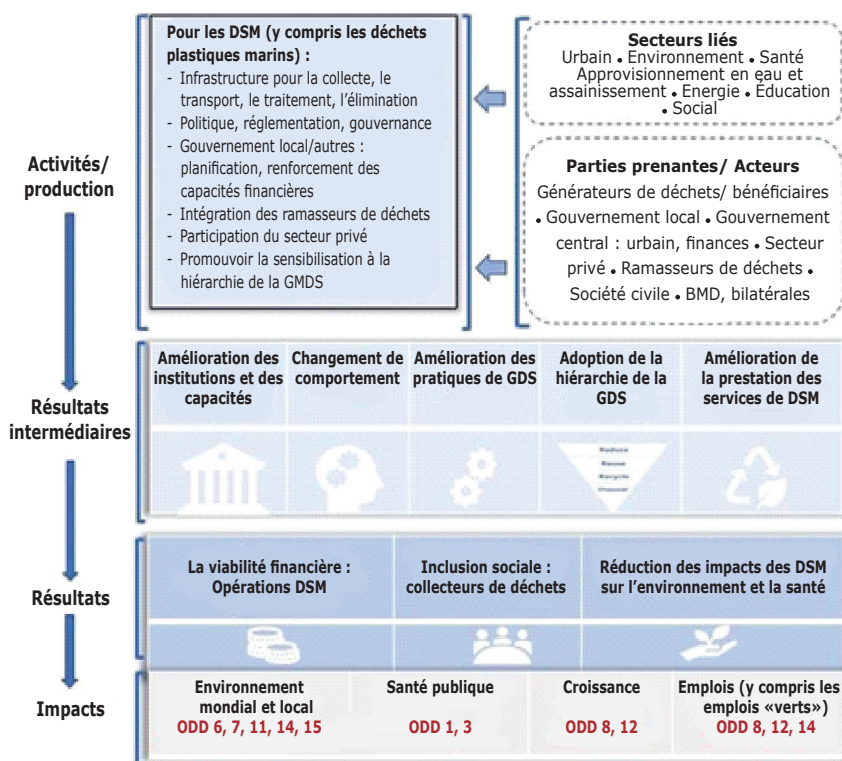 Pour les DSM (y compris les déchets
plastiques marins) :
- Infrastructure pour la collecte, le
transport, le traitement, l'élimination
- Politique, réglementation, gouvernance
- Gouvernement local/autres :
planification, renforcement des
capacités financières
- Intégration des ramasseurs de déchets
- Participation du secteur privé
- Promouvoir la sensibilisation à la
hiérarchie de la GMDS
Secteurs liés
Urbain • Environnement • Santé
Approvisionnement en eau et
assainissement • Energie • Éducation
• Social
Parties prenantes/ Acteurs
Générateurs de déchets/ bénéficiaires
• Gouvernement local • Gouvernement
central : urbain, finances • Secteur
privé • Ramasseurs de déchets •
Société civile • BMD, bilatérales
Activités/
production
Résultats
intermédiaires
Amélioration des
institutions et des
capacités
Changement de
comportement
Amélioration des
pratiques de GDS
Adoption de la
hiérarchie de la
GDS
Reduce
Reuse
Recycle
Amélioration de
la prestation des
services de DSM
Résultats
La viabilité financière :
Opérations DSM
Inclusion sociale :
collecteurs de déchets
Réduction des impacts des DSM
sur l'environnement et la santé
Impacts
Environnement
mondial et local
ODD 6, 7, 11, 14, 15
Santé publique
ODD 1, 3
Croissance
ODD 8, 12
Emplois (y compris les
emplois «verts»)
ODD 8, 12, 14